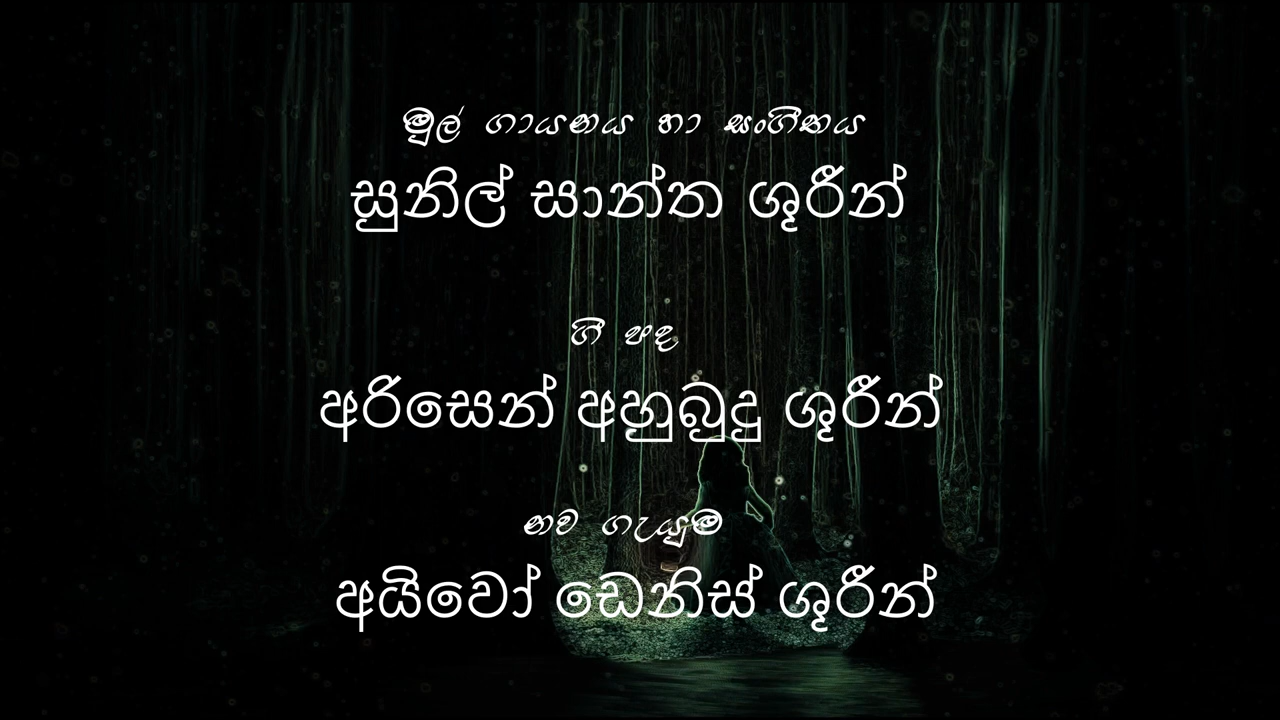 මුල් ගායනය හා සංගීතය
සුනිල් සාන්ත ශූරීන්
ගී පද
අරිසෙන් අහුබුදු ශූරීන්
නව ගැයුම
අයිවෝ ඩෙනිස් ශූරීන්